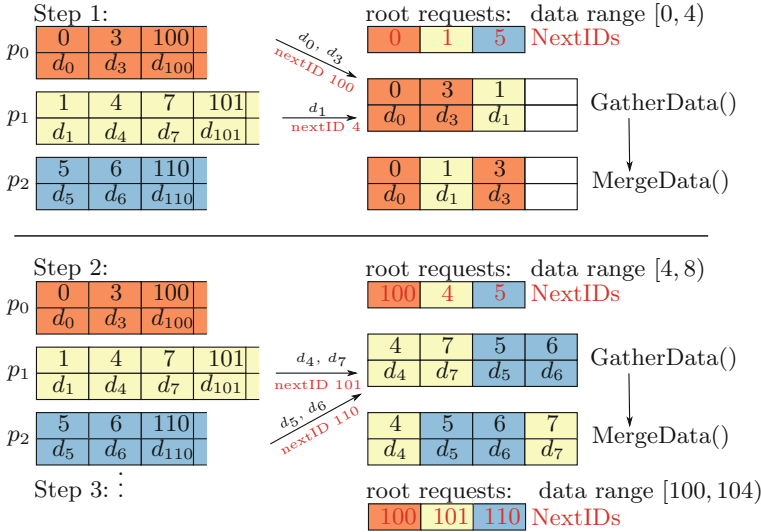 Step 1: root requests: data range [0, 4)
p0 0 3 100 d0, d3 0 1 5 NextIDs
d0 d3 d100 nextID 100
p1 1 4 7 101 d1 0 3 1 GatherData()
d1 d4 d7 d101 nextID 4 d0 d3 d1
p2 5 6 110 0 1 3 MergeData()
d5 d6 d110 d0 d1 d3
Step 2: root requests: data range [4, 8)
p0 0 3 100 100 4 5 NextIDs
d0 d3 d100
p1 1 4 7 101 d4, d7 4 7 5 6 GatherData()
d1 d4 d7 d101 nextID 101 d4 d7 d5 d6
p2 5 6 110 d5, d6 4 5 6 7 MergeData()
d5 d6 d110 nextID 110 d4 d5 d6 d7
Step 3: ⋮ root requests: data range [100, 104)
100 101 110 NextIDs